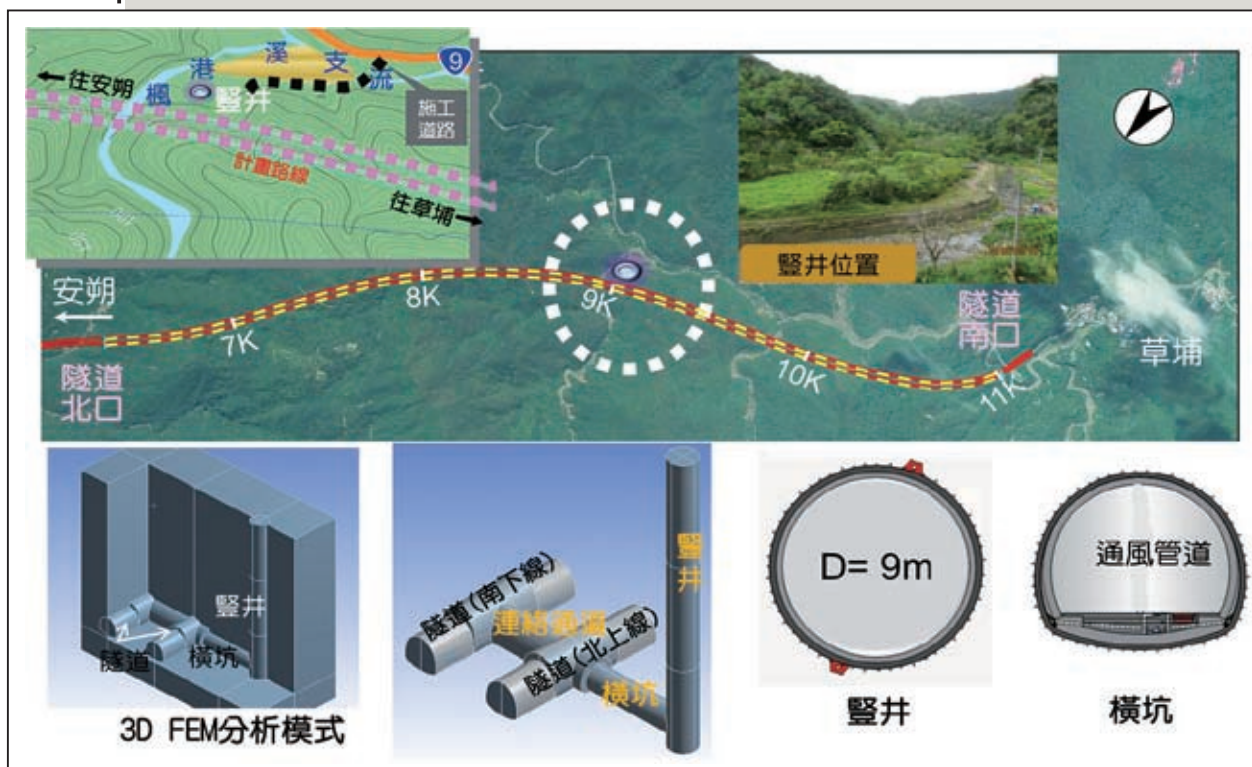 往安朔
楓
港
溪
支
流
9
豎井
施工
道路
計畫路線
往草埔
豎井位置
安朔
7K
8K
9K
10K
11K
隧道
北口
隧道
南口
草埔
豎井
隧道
橫坑
3D FEM分析模式
隧道(南下線)
連絡通道
隧道(北上線)
橫坑
豎井
D= 9m
豎井
通風管道
橫坑